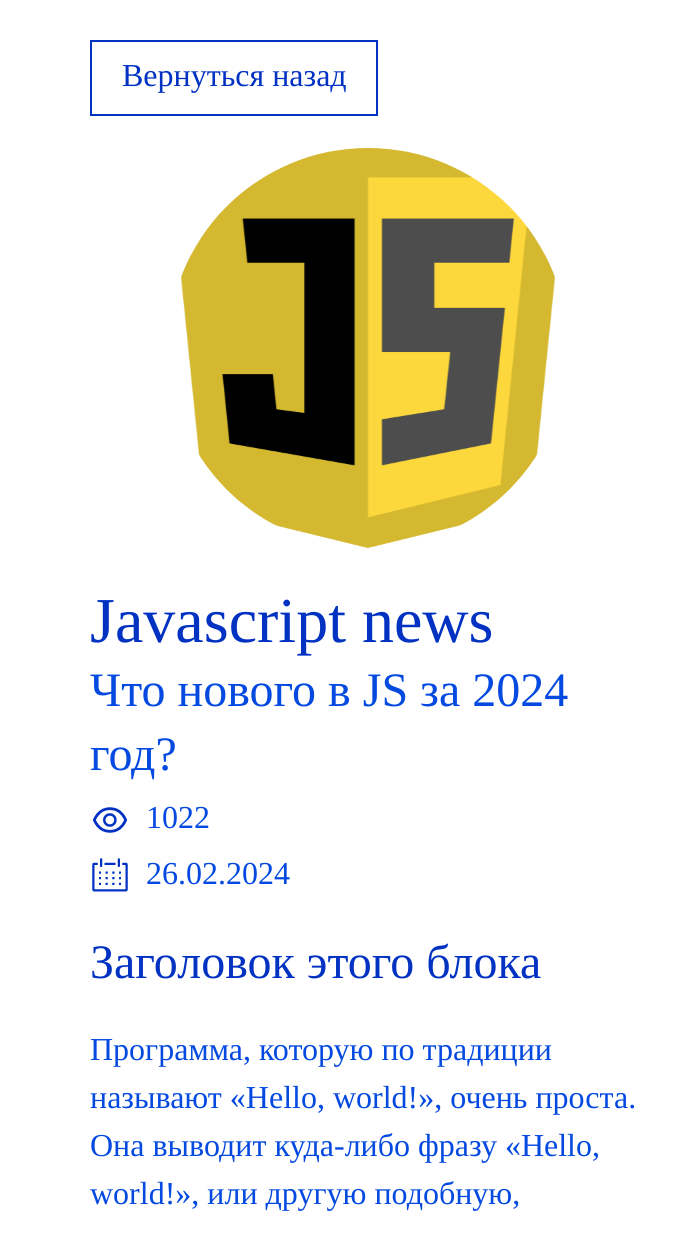 Вернуться назад
JS
Javascript news
Что нового в JS за 2024
год?
1022
26.02.2024
Заголовок этого блока
Программа, которую по традиции
называют «Hello, world!», очень проста.
Она выводит куда-либо фразу «Hello,
world!», или другую подобную,